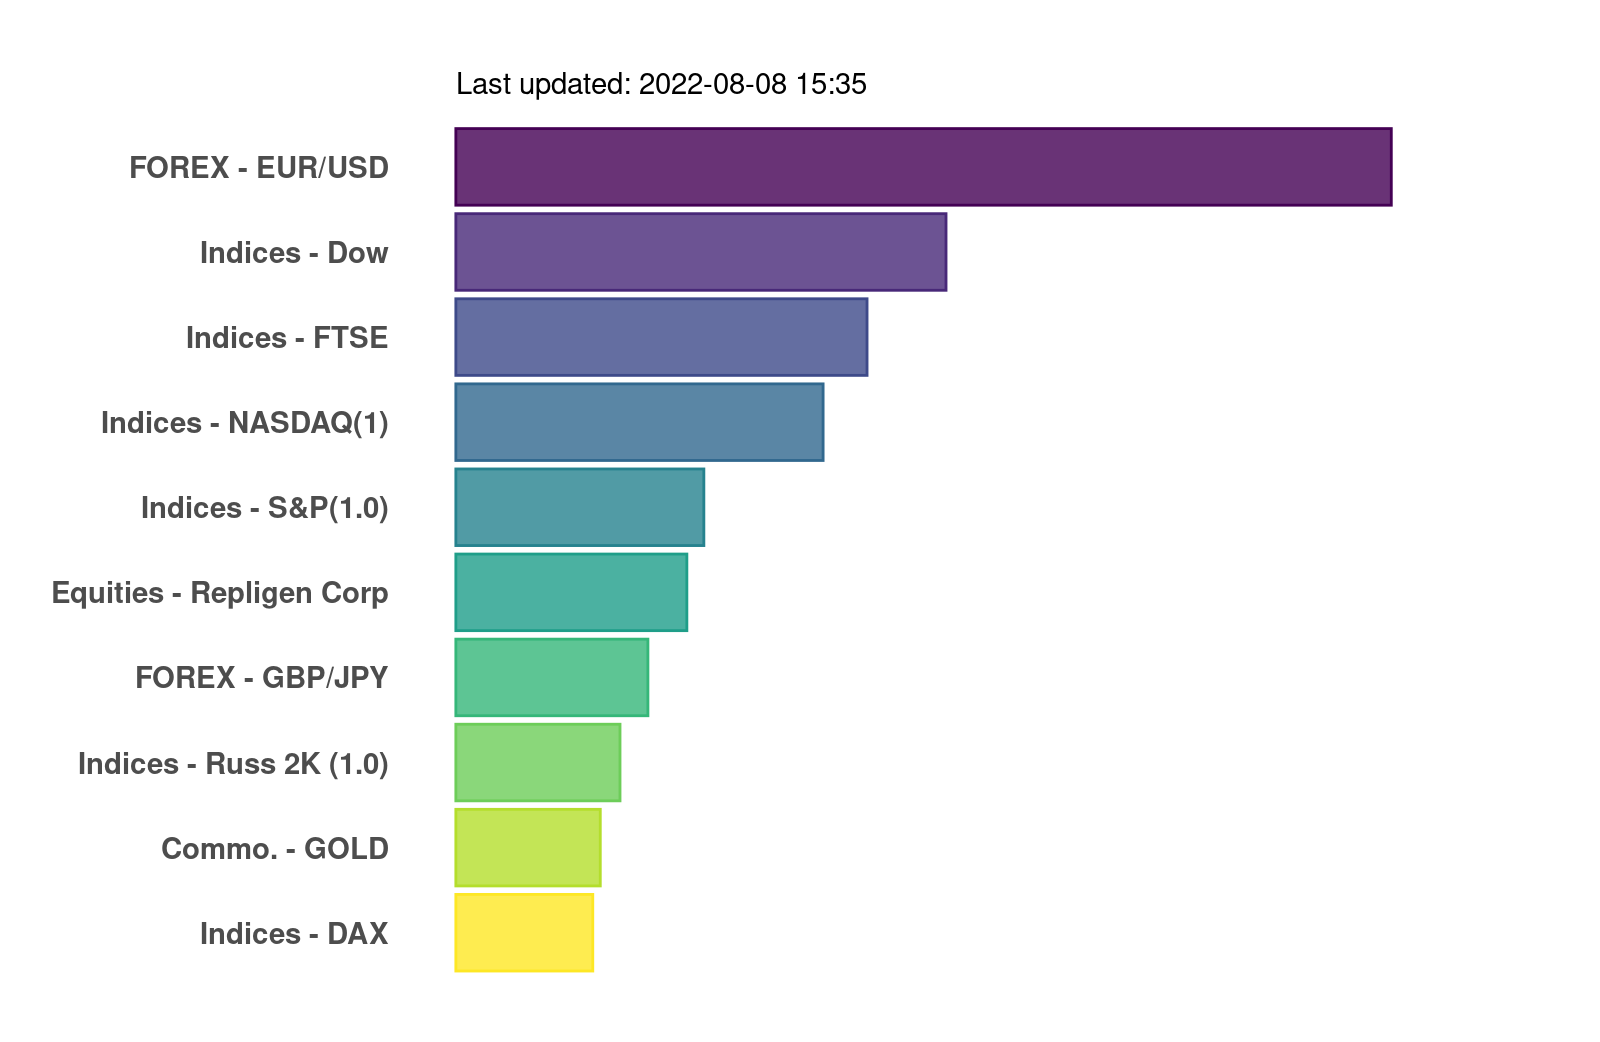 Last updated: 2022-08-08 15:35
FOREX - EUR/USD
Indices - Dow
Indices - FTSE
Indices - NASDAQ(1)
Indices - S&P(1.0)
Equities - Repligen Corp
FOREX - GBP/JPY
Indices - Russ 2K (1.0)
Commo. - GOLD
Indices - DAX